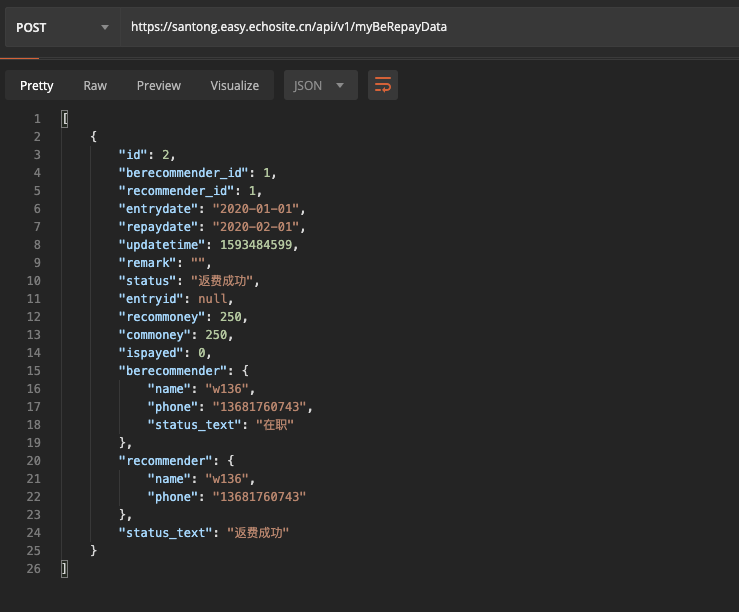 POST https://santong.easy.echosite.cn/api/v1/myBeRepayData
Pretty Raw Preview Visualize JSON
1 [
2 {
3 "id": 2,
4 "berecommender_id": 1,
5 "recommender_id": 1,
6 "entrydate": "2020-01-01",
7 "repaydate": "2020-02-01",
8 "updatetime": 1593484599,
9 "remark": "",
10 "status": "返费成功",
11 "entryid": null,
12 "recommoney": 250,
13 "commoney": 250,
14 "ispayed": 0,
15 "berecommender": {
16 "name": "w136",
17 "phone": "13681760743",
18 "status_text": "在职"
19 },
20 "recommender": {
21 "name": "w136",
22 "phone": "13681760743"
23 },
24 "status_text": "返费成功"
25 }
26 ]